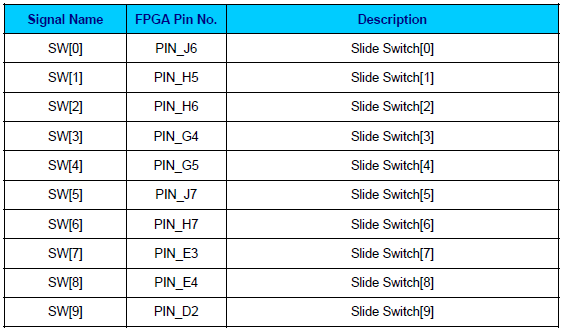 Signal Name FPGA Pin No. Description
SW[0] PIN_J6 Slide Switch[0]
SW[1] PIN_H5 Slide Switch[1]
SW[2] PIN_H6 Slide Switch[2]
SW[3] PIN_G4 Slide Switch[3]
SW[4] PIN_G5 Slide Switch[4]
SW[5] PIN_J7 Slide Switch[5]
SW[6] PIN_H7 Slide Switch[6]
SW[7] PIN_E3 Slide Switch[7]
SW[8] PIN_E4 Slide Switch[8]
SW[9] PIN_D2 Slide Switch[9]